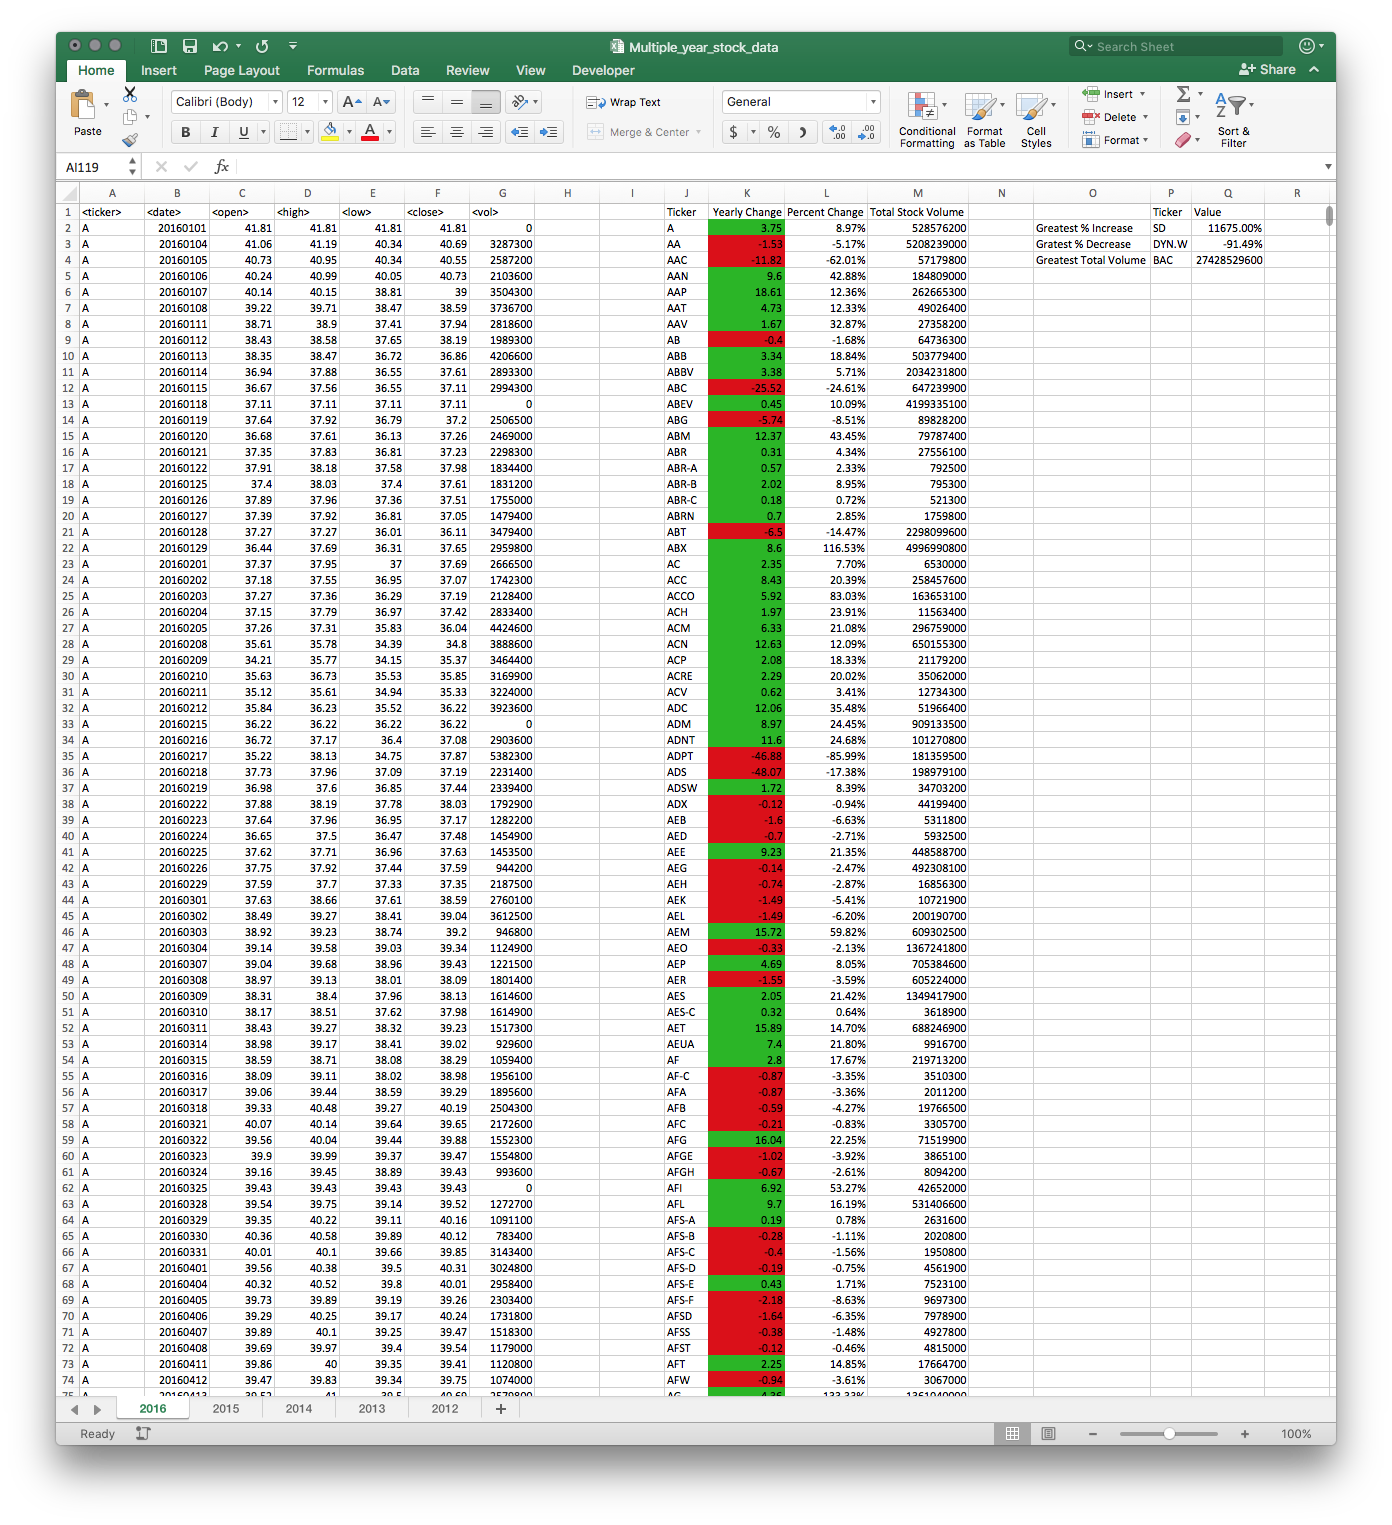 Multiple_year_stock_data
Search Sheet
Home Insert Page Layout Formulas Data Review View Developer
Share
Paste
Calibri (Body) 12
Wrap Text
General
Merge & Center
Conditional Formatting
Format as Table
Cell Styles
Insert
Delete
Format
Sort & Filter
AI119 fx
A B C D E F G H I J K L M N O P Q R
1 <ticker> <date> <open> <high> <low> <close> <vol> Ticker Yearly Change Percent Change Total Stock Volume Ticker Value
2 A 20160101 41.81 41.81 41.81 41.81 0 A 3.75 8.97% 528576200 Greatest % Increase SD 11675.00%
3 A 20160104 41.06 41.19 40.34 40.69 3287300 AA -1.53 -5.17% 5208239000 Gratest % Decrease DYN.W -91.49%
4 A 20160105 40.73 40.95 40.34 40.55 2587200 AAC -11.82 -62.01% 57179800 Greatest Total Volume BAC 27428529600
5 A 20160106 40.24 40.99 40.05 40.73 2103600 AAN 9.6 42.88% 184809000
6 A 20160107 40.14 40.15 38.81 39 3504300 AAP 18.61 12.36% 262665300
7 A 20160108 39.22 39.71 38.47 38.59 3736700 AAT 4.73 12.33% 49026400
8 A 20160111 38.71 38.9 37.41 37.94 2818600 AAV 1.67 32.87% 27358200
9 A 20160112 38.43 38.58 37.65 38.19 1989300 AB -0.4 -1.68% 64736300
10 A 20160113 38.35 38.47 36.72 36.86 4206600 ABB 3.34 18.84% 503779400
11 A 20160114 36.94 37.88 36.55 37.61 2893300 ABBV 3.38 5.71% 2034231800
12 A 20160115 36.67 37.56 36.55 37.11 2994300 ABC -25.52 -24.61% 647239900
13 A 20160118 37.11 37.11 37.11 37.11 0 ABEV 0.45 10.09% 4199335100
14 A 20160119 37.64 37.92 36.79 37.2 2506500 ABG -5.74 -8.51% 89828200
15 A 20160120 36.68 37.61 36.13 37.26 2469000 ABM 12.37 43.45% 79787400
16 A 20160121 37.35 37.83 36.81 37.23 2298300 ABR 0.31 4.34% 27556100
17 A 20160122 37.91 38.18 37.58 37.98 1834400 ABR-A 0.57 2.33% 792500
18 A 20160125 37.4 38.03 37.4 37.61 1831200 ABR-B 2.02 8.95% 795300
19 A 20160126 37.89 37.96 37.36 37.51 1755000 ABR-C 0.18 0.72% 521300
20 A 20160127 37.39 37.92 36.81 37.05 1479400 ABRN 0.7 2.85% 1759800
21 A 20160128 37.27 37.27 36.01 36.11 3479400 ABT -6.5 -14.47% 2298099600
22 A 20160129 36.44 37.69 36.31 37.65 2959800 ABX 8.6 116.53% 4996990800
23 A 20160201 37.37 37.95 37 37.69 2666500 AC 2.35 7.70% 6530000
24 A 20160202 37.18 37.55 36.95 37.07 1742300 ACC 8.43 20.39% 258457600
25 A 20160203 37.27 37.36 36.29 37.19 2128400 ACCO 5.92 83.03% 163653100
26 A 20160204 37.15 37.79 36.97 37.42 2833400 ACH 1.97 23.91% 11563400
27 A 20160205 37.26 37.31 35.83 36.04 4424600 ACM 6.33 21.08% 296759000
28 A 20160208 35.61 35.78 34.39 34.8 3888600 ACN 12.63 12.09% 650155300
29 A 20160209 34.21 35.77 34.15 35.37 3464400 ACP 2.08 18.33% 21179200
30 A 20160210 35.63 36.73 35.53 35.85 3169900 ACRE 2.29 20.02% 35062000
31 A 20160211 35.12 35.61 34.94 35.33 3224000 ACV 0.62 3.41% 12734300
32 A 20160212 35.84 36.23 35.52 36.22 3923600 ADC 12.06 35.48% 51966400
33 A 20160215 36.22 36.22 36.22 36.22 0 ADM 8.97 24.45% 909133500
34 A 20160216 36.72 37.17 36.4 37.08 2903600 ADNT 11.6 24.68% 101270800
35 A 20160217 35.22 38.13 34.75 37.87 5382300 ADPT -46.88 -85.99% 181359500
36 A 20160218 37.73 37.96 37.09 37.19 2231400 ADS -48.07 -17.38% 198979100
37 A 20160219 36.98 37.6 36.85 37.44 2339400 ADSW 1.72 8.39% 34703200
38 A 20160222 37.88 38.19 37.78 38.03 1792900 ADX -0.12 -0.94% 44199400
39 A 20160223 37.64 37.96 36.95 37.17 1282200 AEB -1.6 -6.63% 5311800
40 A 20160224 36.65 37.5 36.47 37.48 1454900 AED -0.7 -2.71% 5932500
41 A 20160225 37.62 37.71 36.96 37.63 1453500 AEE 9.23 21.35% 448588700
42 A 20160226 37.75 37.92 37.44 37.59 944200 AEG -0.14 -2.47% 492308100
43 A 20160229 37.59 37.7 37.33 37.35 2187500 AEH -0.74 -2.87% 16856300
44 A 20160301 37.63 38.66 37.61 38.59 2760100 AEK -1.49 -5.41% 10721900
45 A 20160302 38.49 39.27 38.41 39.04 3612500 AEL -1.49 -6.20% 200190700
46 A 20160303 38.92 39.23 38.74 39.2 946800 AEM 15.72 59.82% 609302500
47 A 20160304 39.14 39.58 39.03 39.34 1124900 AEO -0.33 -2.13% 1367241800
48 A 20160307 39.04 39.68 38.96 39.43 1221500 AEP 4.69 8.05% 705384600
49 A 20160308 38.97 39.13 38.01 38.09 1801400 AER -1.55 -3.59% 605224000
50 A 20160309 38.31 38.4 37.96 38.13 1614600 AES 2.05 21.42% 1349417900
51 A 20160310 38.17 38.51 37.62 37.98 1614900 AES-C 0.32 0.64% 3618900
52 A 20160311 38.43 39.27 38.32 39.23 1517300 AET 15.89 14.70% 688246900
53 A 20160314 38.98 39.17 38.41 39.02 929600 AEUA 7.4 21.80% 9916700
54 A 20160315 38.59 38.71 38.08 38.29 1059400 AF 2.8 17.67% 219713200
55 A 20160316 38.09 39.11 38.02 38.98 1956100 AF-C -0.87 -3.35% 3510300
56 A 20160317 39.06 39.44 38.59 39.29 1895600 AFA -0.87 -3.36% 2011200
57 A 20160318 39.33 40.48 39.27 40.19 2504300 AFB -0.59 -4.27% 19766500
58 A 20160321 40.07 40.14 39.64 39.65 2172600 AFC -0.21 -0.83% 3305700
59 A 20160322 39.56 40.04 39.44 39.88 1552300 AFG 16.04 22.25% 71519900
60 A 20160323 39.9 39.99 39.37 39.47 1554800 AFGE -1.02 -3.92% 3865100
61 A 20160324 39.16 39.45 38.89 39.43 993600 AFGH -0.67 -2.61% 8094200
62 A 20160325 39.43 39.43 39.43 39.43 0 AFI 6.92 53.27% 42652000
63 A 20160328 39.54 39.75 39.14 39.52 1272700 AFL 9.7 16.19% 531406600
64 A 20160329 39.35 40.22 39.11 40.16 1091100 AFS-A 0.19 0.78% 2631600
65 A 20160330 40.36 40.58 39.89 40.12 783400 AFS-B -0.28 -1.11% 2020800
66 A 20160331 40.01 40.1 39.66 39.85 3143400 AFS-C -0.4 -1.56% 1950800
67 A 20160401 39.56 40.38 39.5 40.31 3024800 AFS-D -0.19 -0.75% 4561900
68 A 20160404 40.32 40.52 39.8 40.01 2958400 AFS-E 0.43 1.71% 7523100
69 A 20160405 39.73 39.89 39.19 39.26 2303400 AFS-F -2.18 -8.63% 9697300
70 A 20160406 39.29 40.25 39.17 40.24 1731800 AFSD -1.64 -6.35% 7978900
71 A 20160407 39.89 40.1 39.25 39.47 1518300 AFSS -0.38 -1.48% 4927800
72 A 20160408 39.69 39.97 39.4 39.54 1179000 AFST -0.12 -0.46% 4815000
73 A 20160411 39.86 40 39.35 39.41 1120800 AFT 2.25 14.85% 17664700
74 A 20160412 39.47 39.83 39.34 39.75 1074000 AFW -0.94 -3.61% 3067000
2016 2015 2014 2013 2012
Ready 100%